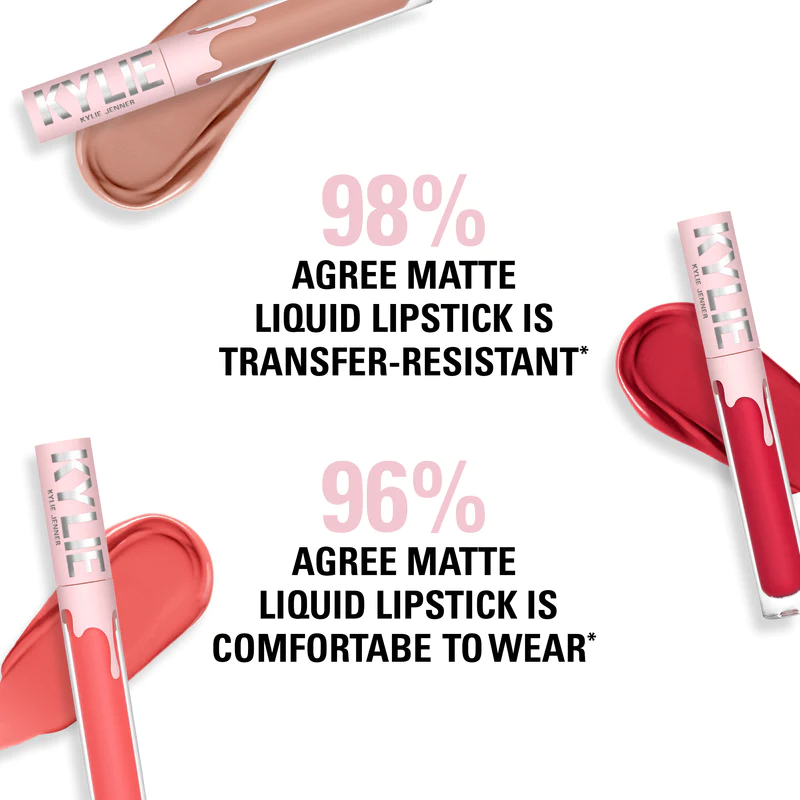 KYLIE
KYLIE JENNER
98%
AGREE MATTE
LIQUID LIPSTICK IS
TRANSFER-RESISTANT*
KYLIE
KYLIE JENNER
96%
AGREE MATTE
LIQUID LIPSTICK IS
COMFORTABE TO WEAR*
KYLIE
KYLIE JENNER